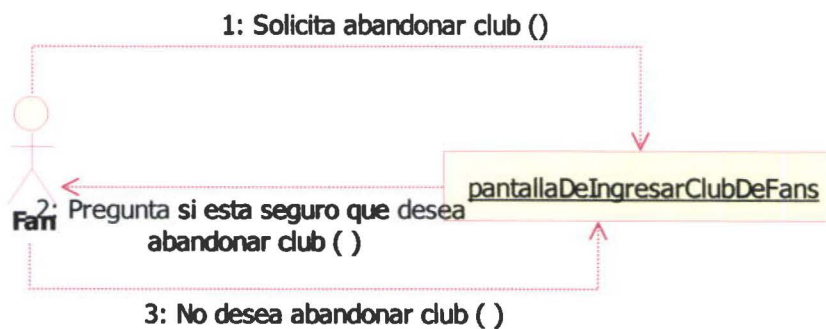 1: Solicita abandonar club ()
pantallaDeIngresarClubDeFans
2: Pregunta si esta seguro que desea
Fan
abandonar club ( )
3: No desea abandonar club ( )